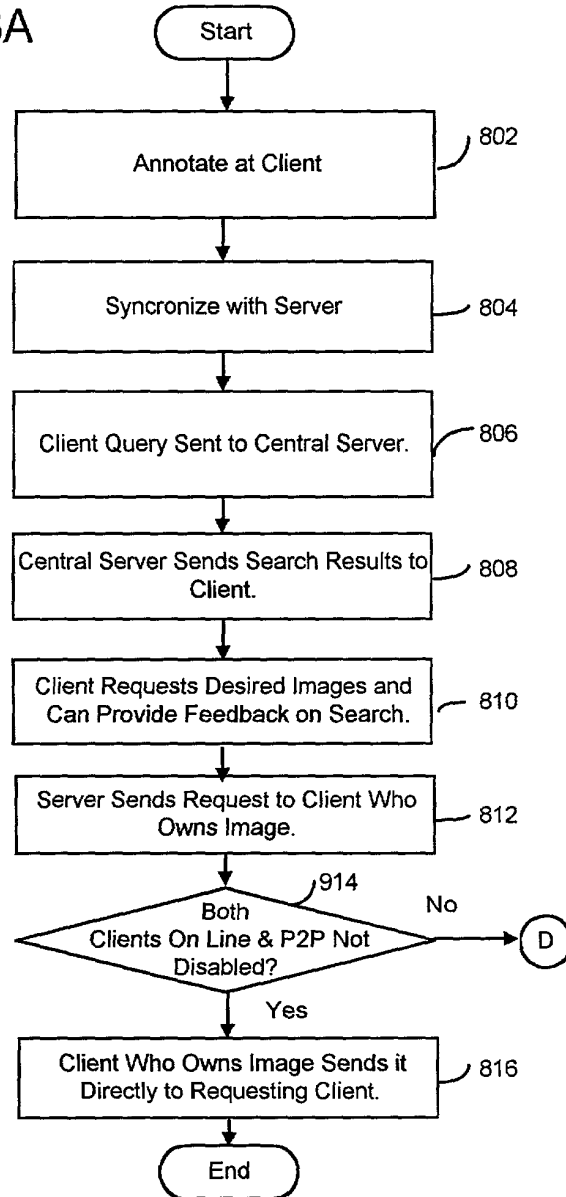 8A
Start
Annotate at Client
802
Syncronize with Server
804
Client Query Sent to Central Server.
806
Central Server Sends Search Results to
Client.
808
Client Requests Desired Images and
Can Provide Feedback on Search.
810
Server Sends Request to Client Who
Owns Image.
812
914
Both
Clients On Line & P2P Not
Disabled?
No
D
Yes
Client Who Owns Image Sends it
Directly to Requesting Client.
816
End